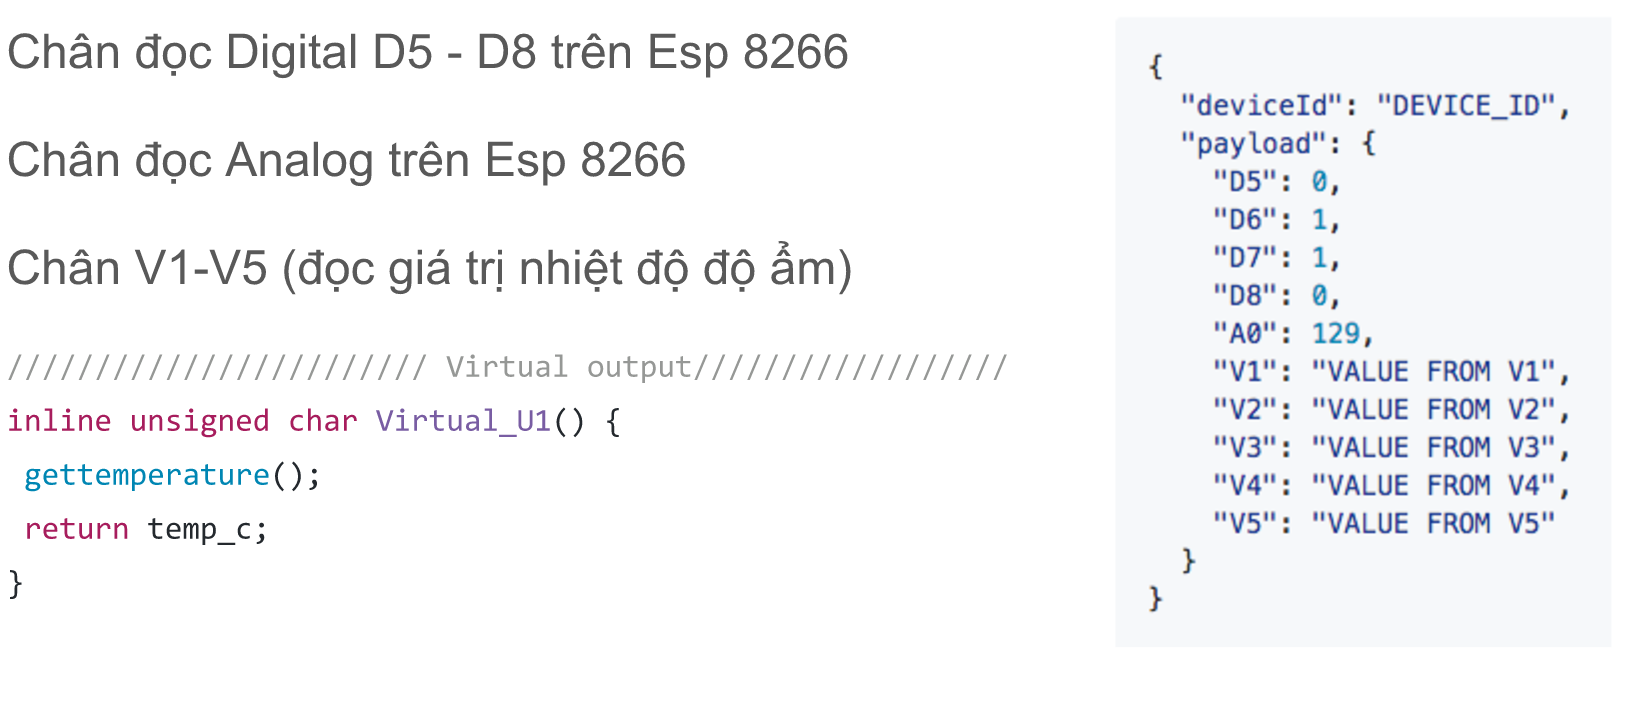 Chân đọc Digital D5 - D8 trên Esp 8266
Chân đọc Analog trên Esp 8266
Chân V1-V5 (đọc giá trị nhiệt độ độ ẩm)
//////////////////////// Virtual output//////////////////
inline unsigned char Virtual_U1() {
 gettemperature();
 return temp_c;
}
{
  "deviceId": "DEVICE_ID",
  "payload": {
    "D5": 0,
    "D6": 1,
    "D7": 1,
    "D8": 0,
    "A0": 129,
    "V1": "VALUE FROM V1",
    "V2": "VALUE FROM V2",
    "V3": "VALUE FROM V3",
    "V4": "VALUE FROM V4",
    "V5": "VALUE FROM V5"
  }
}